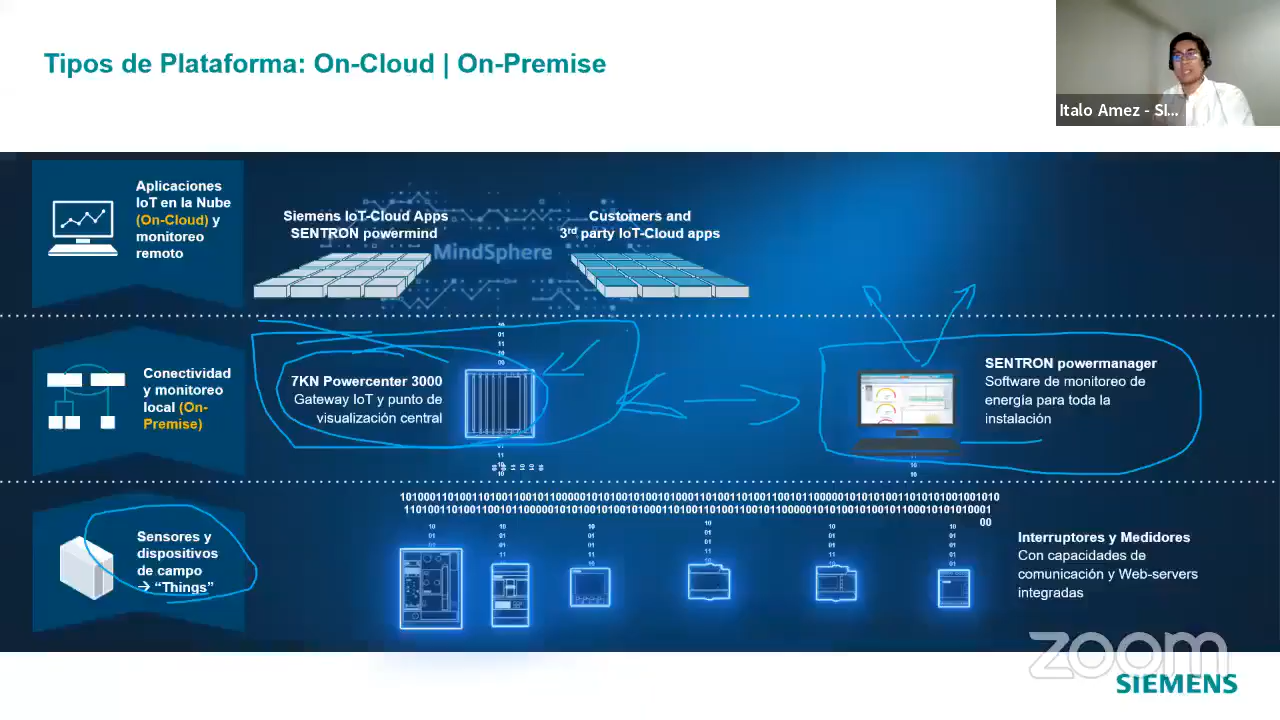 Tipos de Plataforma: On-Cloud | On-Premise
Italo Amez - SI...
Aplicaciones
IoT en la Nube
(On-Cloud) y
monitoreo
remoto
Siemens IoT-Cloud Apps
SENTRON powermind
MindSphere
Customers and
3rd party IoT-Cloud apps
Conectividad
y monitoreo
local (On-
Premise)
7KN Powercenter 3000
Gateway IoT y punto de
visualización central
SENTRON powermanager
Software de monitoreo de
energía para toda la
instalación
Sensores y
dispositivos
de campo
→ “Things”
Interruptores y Medidores
Con capacidades de
comunicación y Web-servers
integradas
zoom
SIEMENS